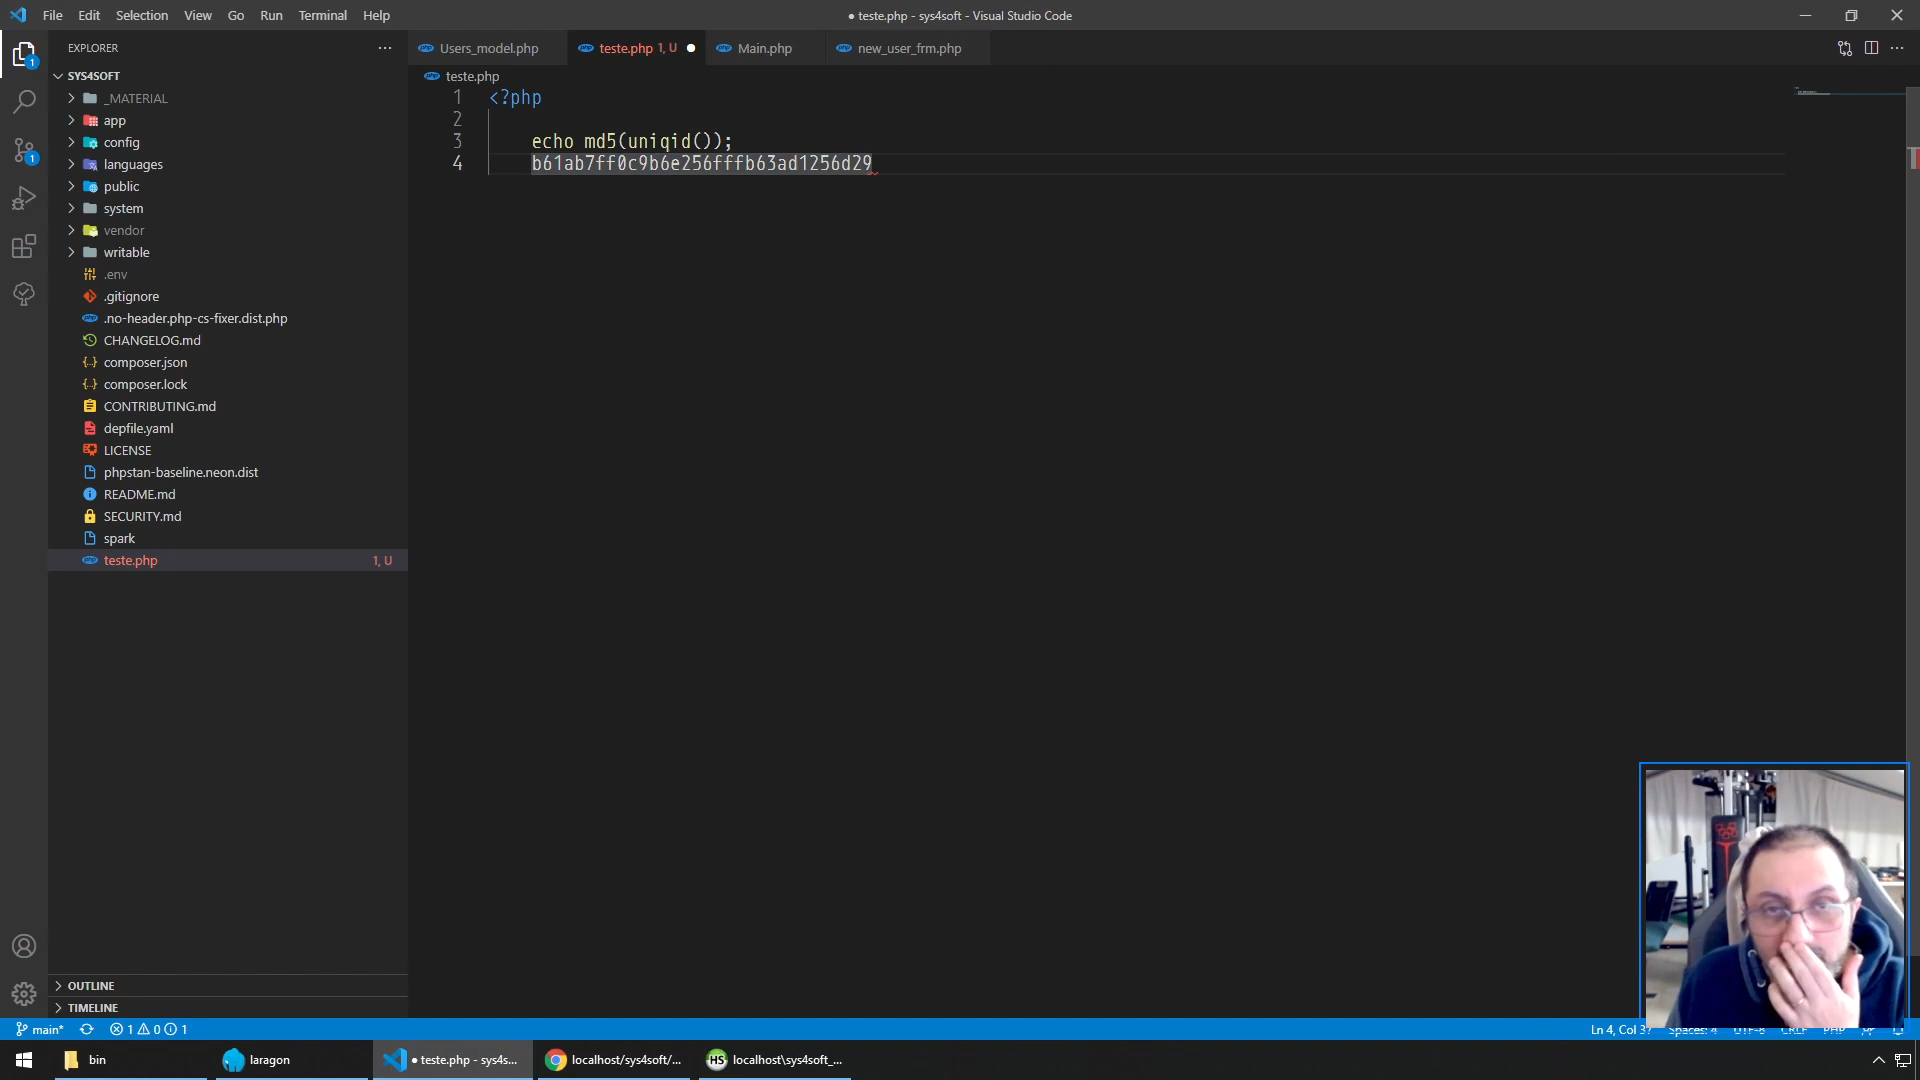 File Edit Selection View Go Run Terminal Help
● teste.php - sys4soft - Visual Studio Code
EXPLORER
Users_model.php
teste.php 1, U
Main.php
new_user_frm.php
SYS4SOFT
teste.php
_MATERIAL
app
config
languages
public
system
vendor
writable
.env
.gitignore
.no-header.php-cs-fixer.dist.php
CHANGELOG.md
composer.json
composer.lock
CONTRIBUTING.md
depfile.yaml
LICENSE
phpstan-baseline.neon.dist
README.md
SECURITY.md
spark
teste.php 1, U
1 <?php
2
3 echo md5(uniqid());
4 b61ab7ff0c9b6e256fffb63ad1256d29
OUTLINE
TIMELINE
main* 1 0 1
Ln 4, Col 37 Spaces: 4 UTF-8 CRLF PHP
bin
laragon
● teste.php - sys4s...
localhost/sys4soft/...
HS localhost\sys4soft_...
1
1